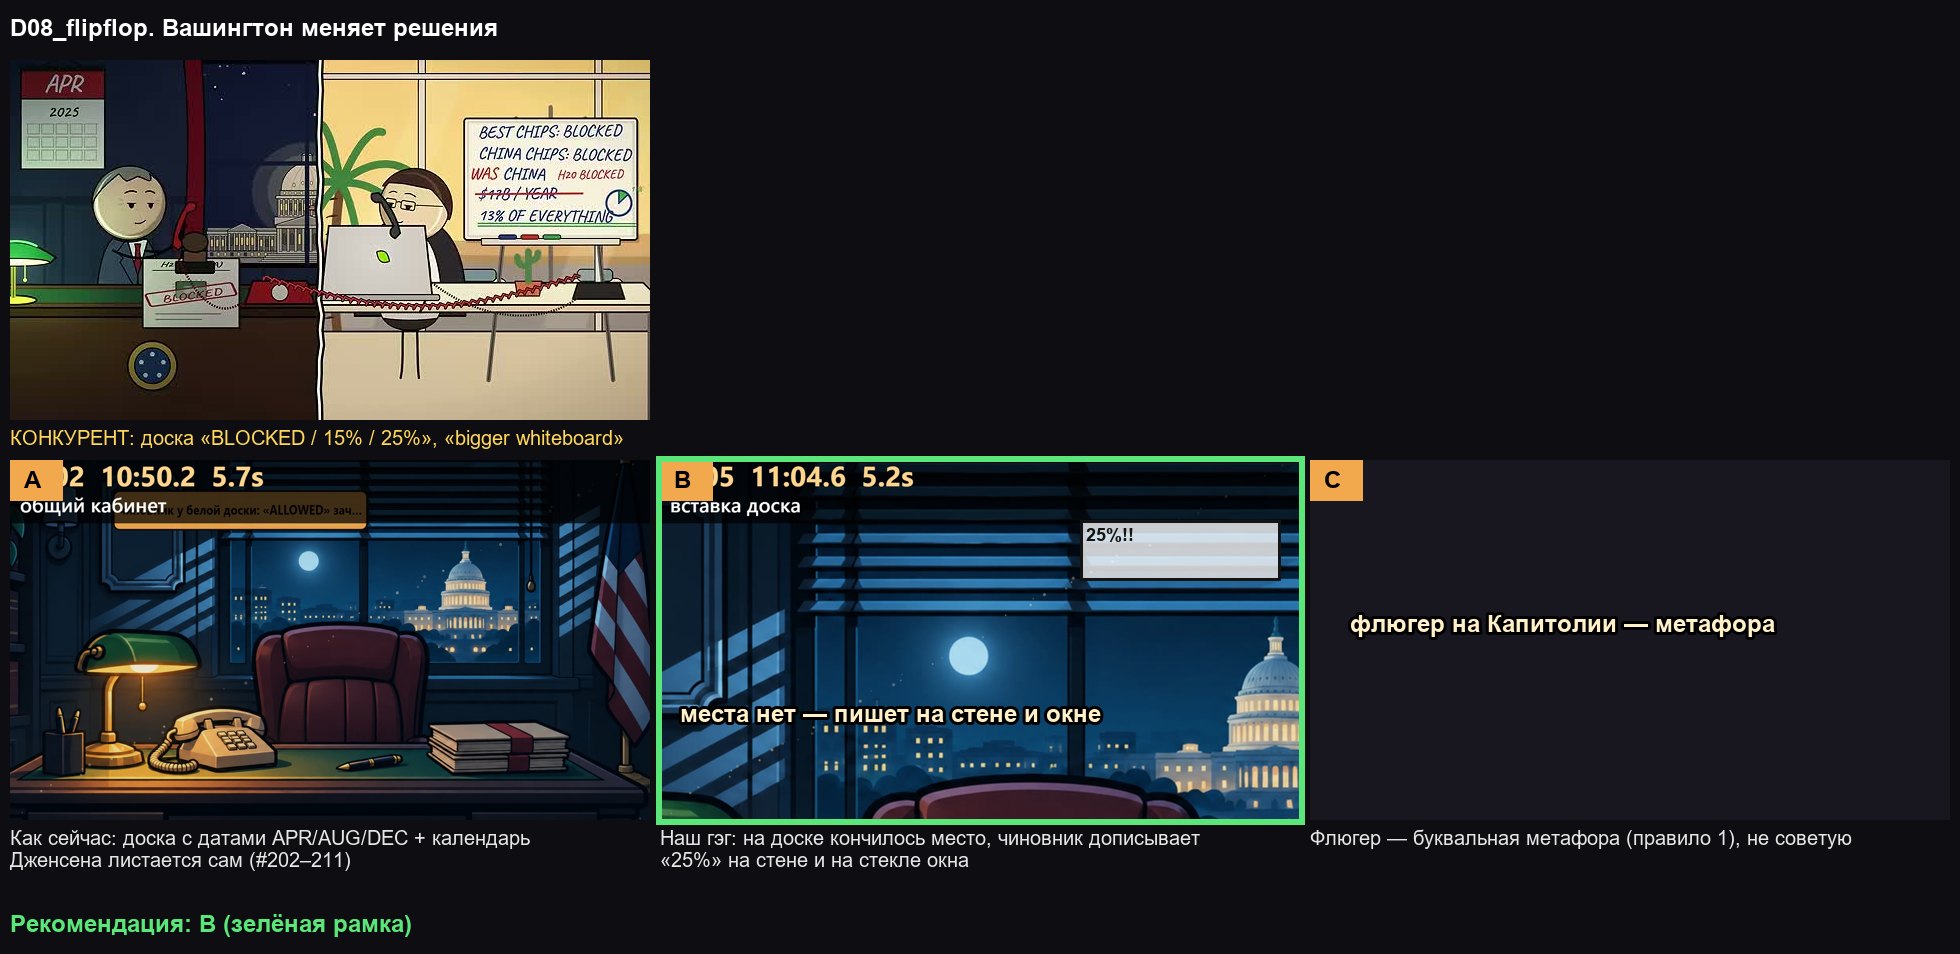 D08_flipflop. Вашингтон меняет решения
APR
2025
BEST CHIPS: BLOCKED
CHINA CHIPS: BLOCKED
WAS CHINA H20 BLOCKED
$17B / YEAR
13% OF EVERYTHING
BLOCKED
КОНКУРЕНТ: доска «BLOCKED / 15% / 25%», «bigger whiteboard»
A
02 10:50.2 5.7s
общий кабинет
у белой доски: «ALLOWED» зач...
B
05 11:04.6 5.2s
вставка доска
25%!!
места нет — пишет на стене и окне
C
флюгер на Капитолии — метафора
Как сейчас: доска с датами APR/AUG/DEC + календарь
Дженсена листается сам (#202–211)
Наш гэг: на доске кончилось место, чиновник дописывает
«25%» на стене и на стекле окна
Флюгер — буквальная метафора (правило 1), не советую
Рекомендация: B (зелёная рамка)